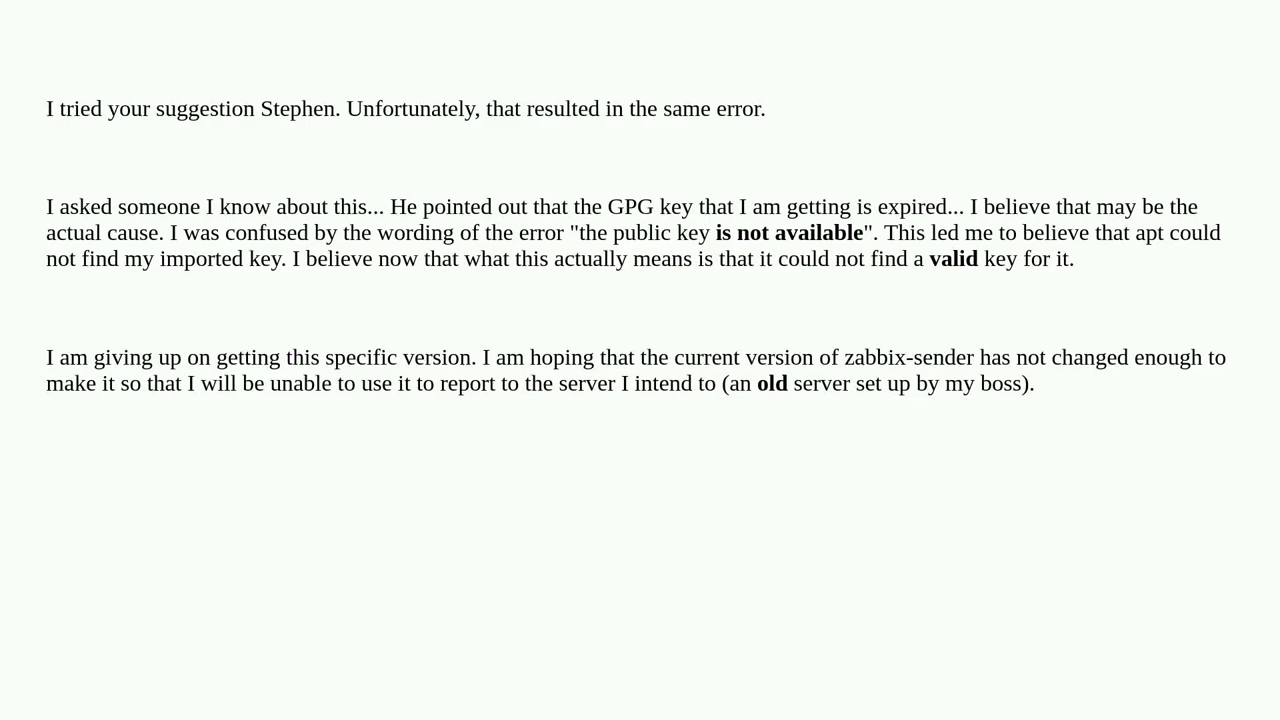 I tried your suggestion Stephen. Unfortunately, that resulted in the same error.
I asked someone I know about this... He pointed out that the GPG key that I am getting is expired... I believe that may be the
actual cause. I was confused by the wording of the error "the public key is not available". This led me to believe that apt could
not find my imported key. I believe now that what this actually means is that it could not find a valid key for it.
I am giving up on getting this specific version. I am hoping that the current version of zabbix-sender has not changed enough to
make it so that I will be unable to use it to report to the server I intend to (an old server set up by my boss).